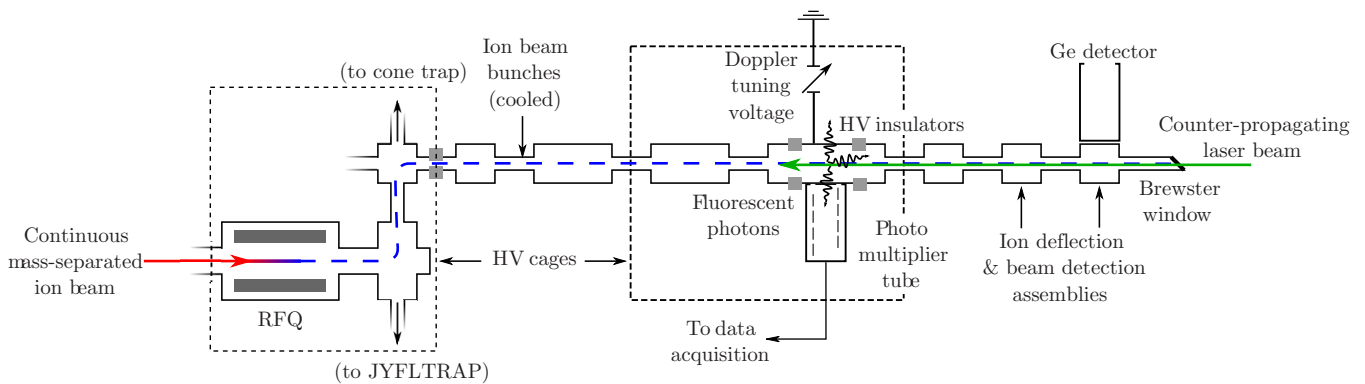 Ion beam
bunches
(cooled)
(to cone trap)
Doppler
tuning
voltage
Ge detector
HV insulators
Counter-propagating
laser beam
Brewster
window
Fluorescent
photons
Photo
multiplier
tube
Ion deflection
& beam detection
assemblies
Continuous
mass-separated
ion beam
HV cages
RFQ
To data
acquisition
(to JYFLTRAP)